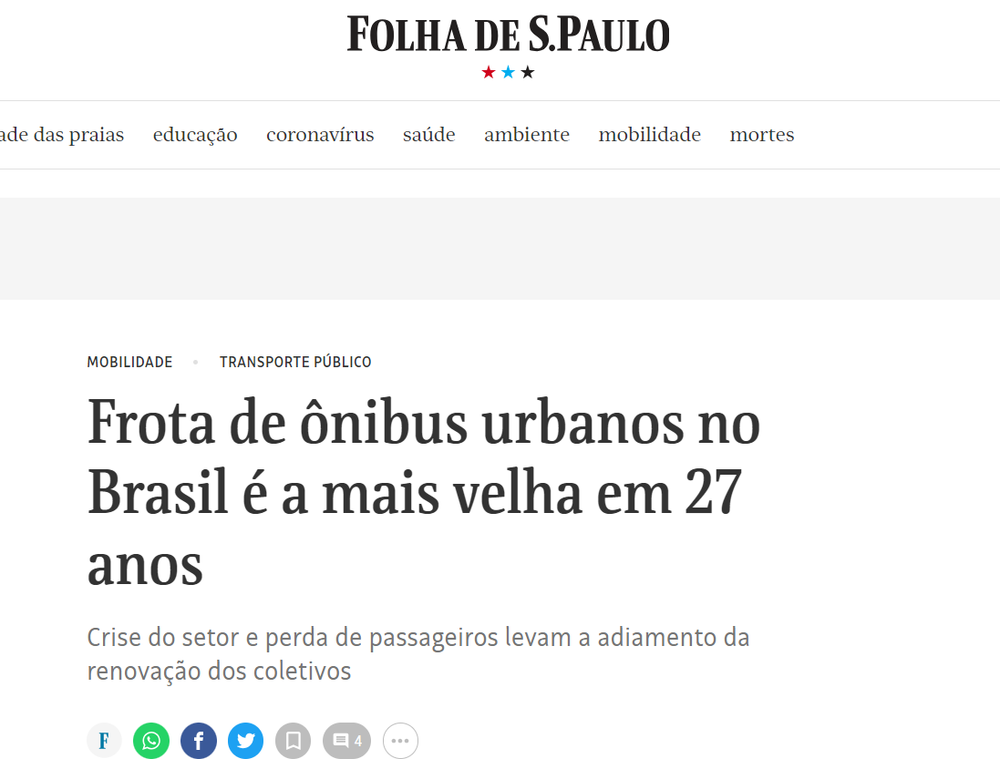 FOLHA DE S.PAULO
ade das praias educação coronavírus saúde ambiente mobilidade mortes
MOBILIDADE • TRANSPORTE PÚBLICO
Frota de ônibus urbanos no
Brasil é a mais velha em 27
anos
Crise do setor e perda de passageiros levam a adiamento da
renovação dos coletivos
F f 4